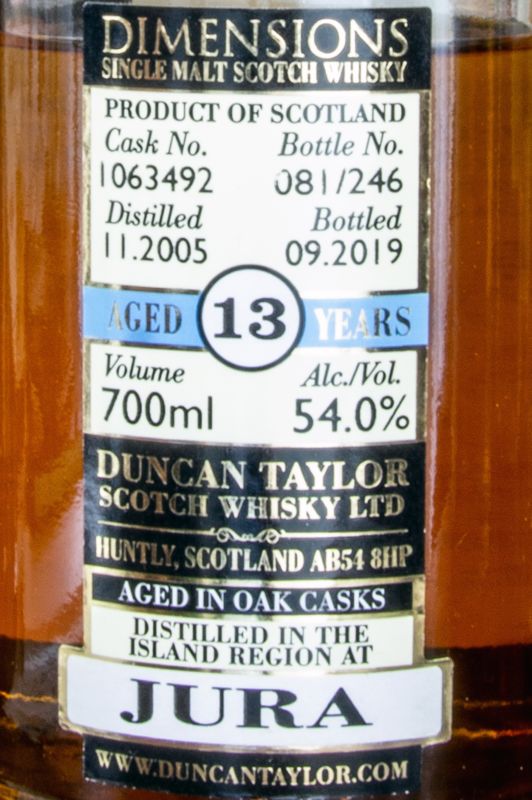 DIMENSIONS
SINGLE MALT SCOTCH WHISKY
PRODUCT OF SCOTLAND
Cask No. Bottle No.
1063492 081/246
Distilled Bottled
11.2005 09.2019
AGED 13 YEARS
Volume Alc./Vol.
700ml 54.0%
DUNCAN TAYLOR
SCOTCH WHISKY LTD
HUNTLY, SCOTLAND AB54 8HP
AGED IN OAK CASKS
DISTILLED IN THE
ISLAND REGION AT
JURA
WWW.DUNCANTAYLOR.COM